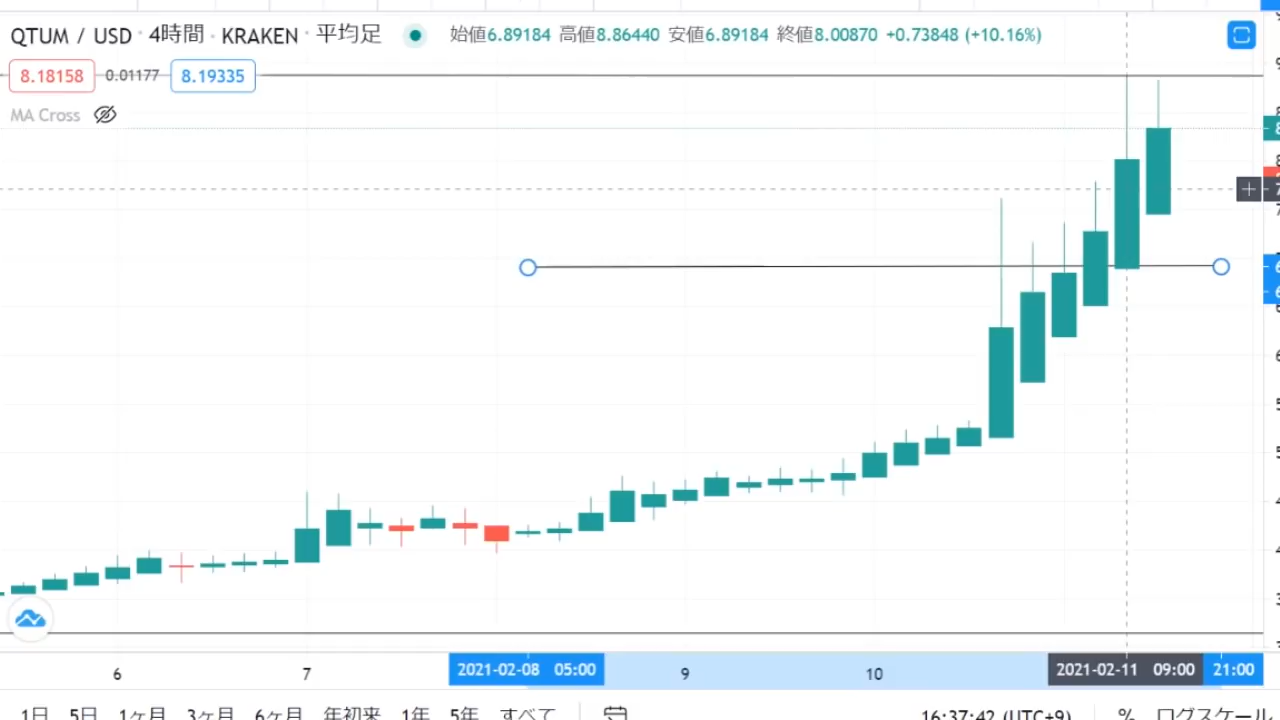 QTUM / USD · 4時間 · KRAKEN · 平均足 始値6.89184 高値8.86440 安値6.89184 終値8.00870 +0.73848 (+10.16%)
8.18158 0.01177 8.19335
MA Cross
6 7 2021-02-08 05:00 9 10 2021-02-11 09:00 21:00
1日 5日 1ヶ月 3ヶ月 6ヶ月 年初来 1年 5年 すべて 16:37:42 (UTC+9) % ログスケール